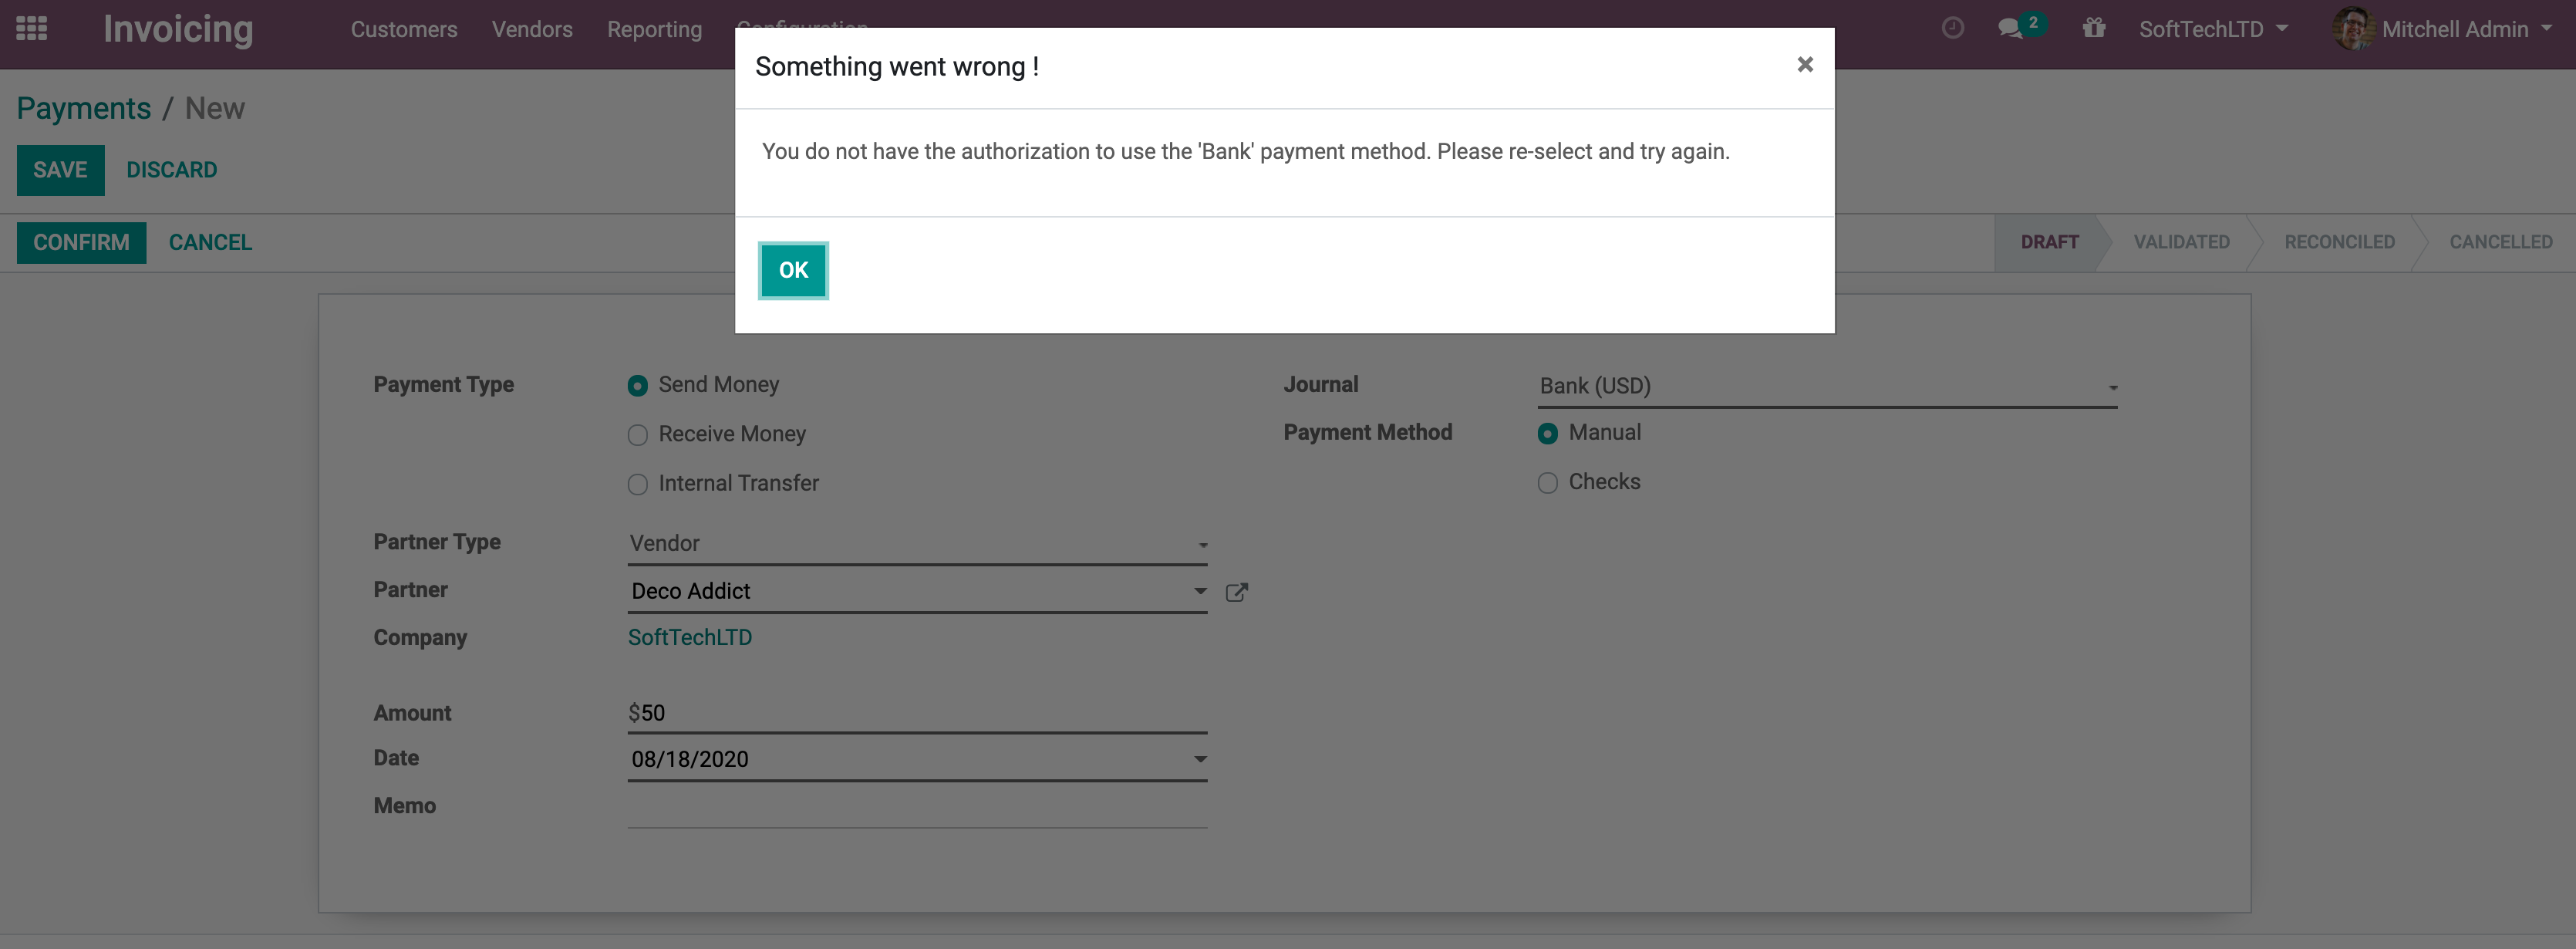 Invoicing
Customers Vendors Reporting Configuration
2 SoftTechLTD Mitchell Admin
Something went wrong !
×
You do not have the authorization to use the 'Bank' payment method. Please re-select and try again.
OK
Payments / New
SAVE DISCARD
CONFIRM CANCEL
DRAFT VALIDATED RECONCILED CANCELLED
Payment Type Send Money
Receive Money
Internal Transfer
Partner Type Vendor
Partner Deco Addict
Company SoftTechLTD
Amount $50
Date 08/18/2020
Memo
Journal Bank (USD)
Payment Method Manual
Checks